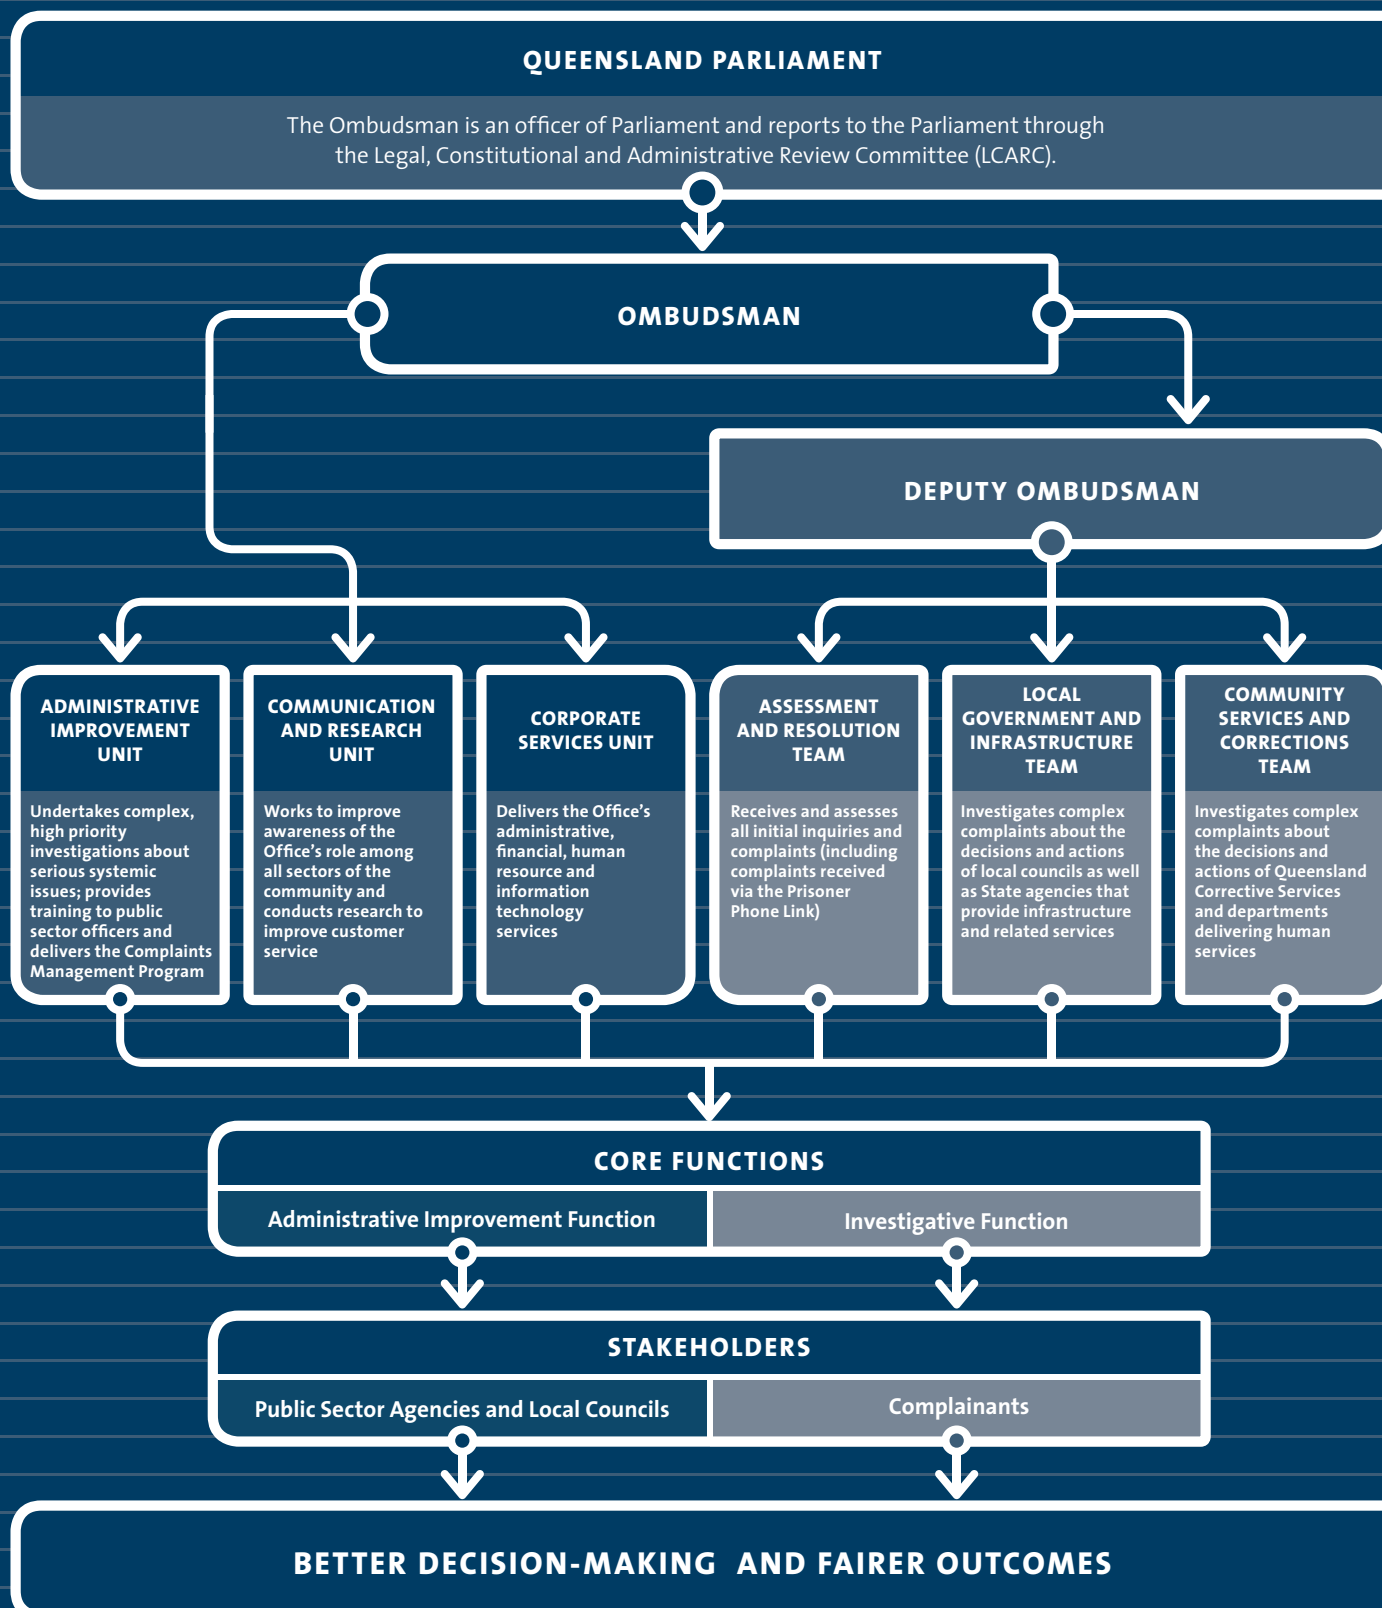 QUEENSLAND PARLIAMENT
The Ombudsman is an officer of Parliament and reports to the Parliament through
the Legal, Constitutional and Administrative Review Committee (LCARC).
OMBUDSMAN
DEPUTY OMBUDSMAN
ADMINISTRATIVE
IMPROVEMENT
UNIT
Undertakes complex,
high priority
investigations about
serious systemic
issues; provides
training to public
sector officers and
delivers the Complaints
Management Program
COMMUNICATION
AND RESEARCH
UNIT
Works to improve
awareness of the
Office’s role among
all sectors of the
community and
conducts research to
improve customer
service
CORPORATE
SERVICES UNIT
Delivers the Office’s
administrative,
financial, human
resource and
information
technology
services
ASSESSMENT
AND RESOLUTION
TEAM
Receives and assesses
all initial inquiries and
complaints (including
complaints received
via the Prisoner
Phone Link)
LOCAL
GOVERNMENT AND
INFRASTRUCTURE
TEAM
Investigates complex
complaints about the
decisions and actions
of local councils as well
as State agencies that
provide infrastructure
and related services
COMMUNITY
SERVICES AND
CORRECTIONS
TEAM
Investigates complex
complaints about
the decisions and
actions of Queensland
Corrective Services
and departments
delivering human
services
CORE FUNCTIONS
Administrative Improvement Function
Investigative Function
STAKEHOLDERS
Public Sector Agencies and Local Councils
Complainants
BETTER DECISION-MAKING AND FAIRER OUTCOMES